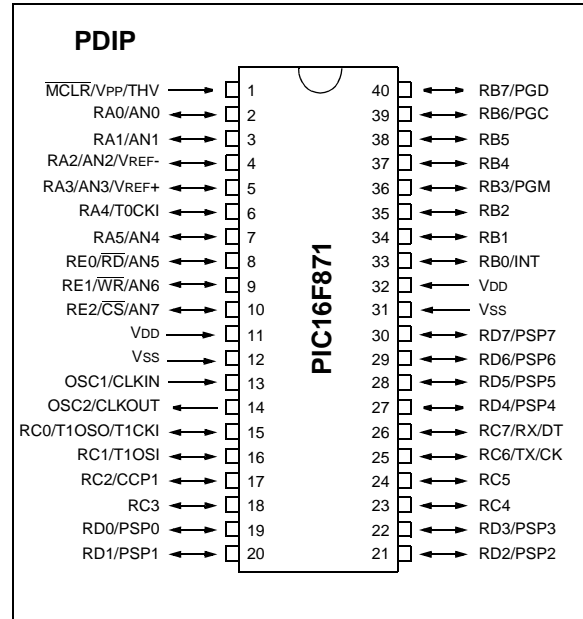 PDIP
MCLR/VPP/THV 1 40 RB7/PGD
RA0/AN0 2 39 RB6/PGC
RA1/AN1 3 38 RB5
RA2/AN2/VREF- 4 37 RB4
RA3/AN3/VREF+ 5 36 RB3/PGM
RA4/T0CKI 6 35 RB2
RA5/AN4 7 34 RB1
RE0/RD/AN5 8 33 RB0/INT
RE1/WR/AN6 9 32 VDD
RE2/CS/AN7 10 31 VSS
VDD 11 30 RD7/PSP7
VSS 12 29 RD6/PSP6
OSC1/CLKIN 13 28 RD5/PSP5
OSC2/CLKOUT 14 27 RD4/PSP4
RC0/T1OSO/T1CKI 15 26 RC7/RX/DT
RC1/T1OSI 16 25 RC6/TX/CK
RC2/CCP1 17 24 RC5
RC3 18 23 RC4
RD0/PSP0 19 22 RD3/PSP3
RD1/PSP1 20 21 RD2/PSP2
PIC16F871